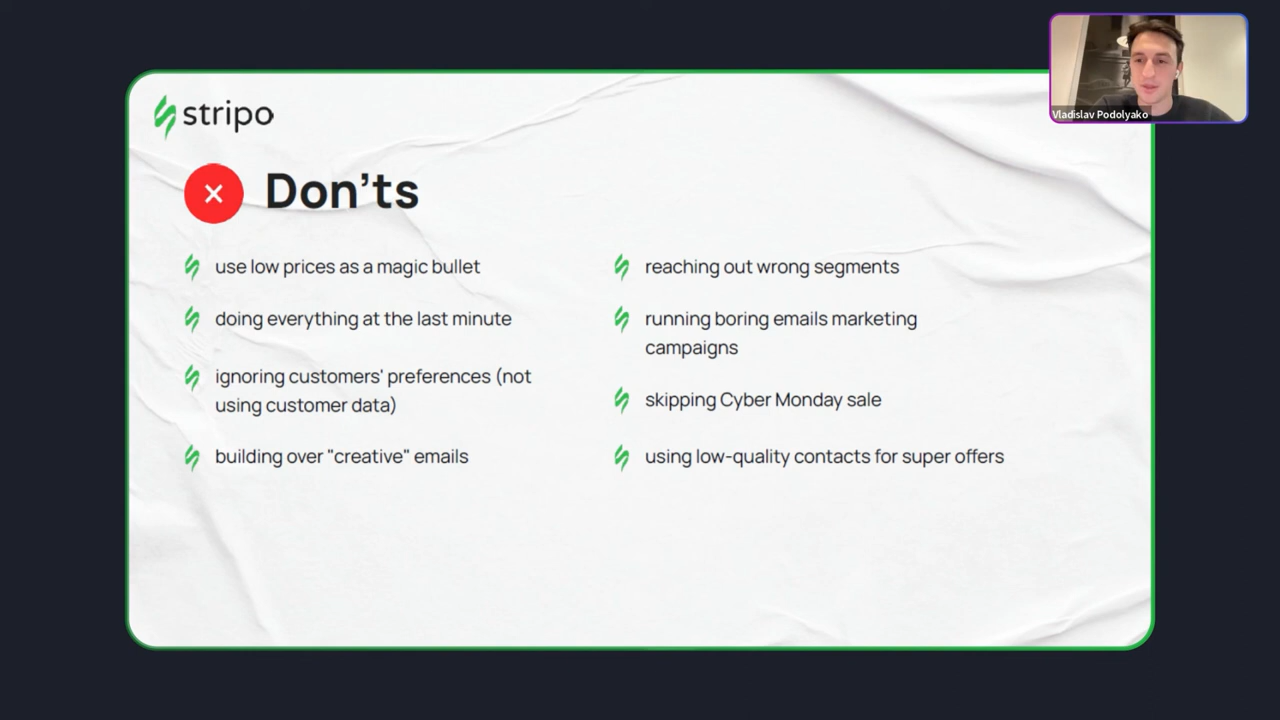 stripo
Don'ts
use low prices as a magic bullet
doing everything at the last minute
ignoring customers' preferences (not
using customer data)
building over "creative" emails
reaching out wrong segments
running boring emails marketing
campaigns
skipping Cyber Monday sale
using low-quality contacts for super offers
Vladislav Podolyako